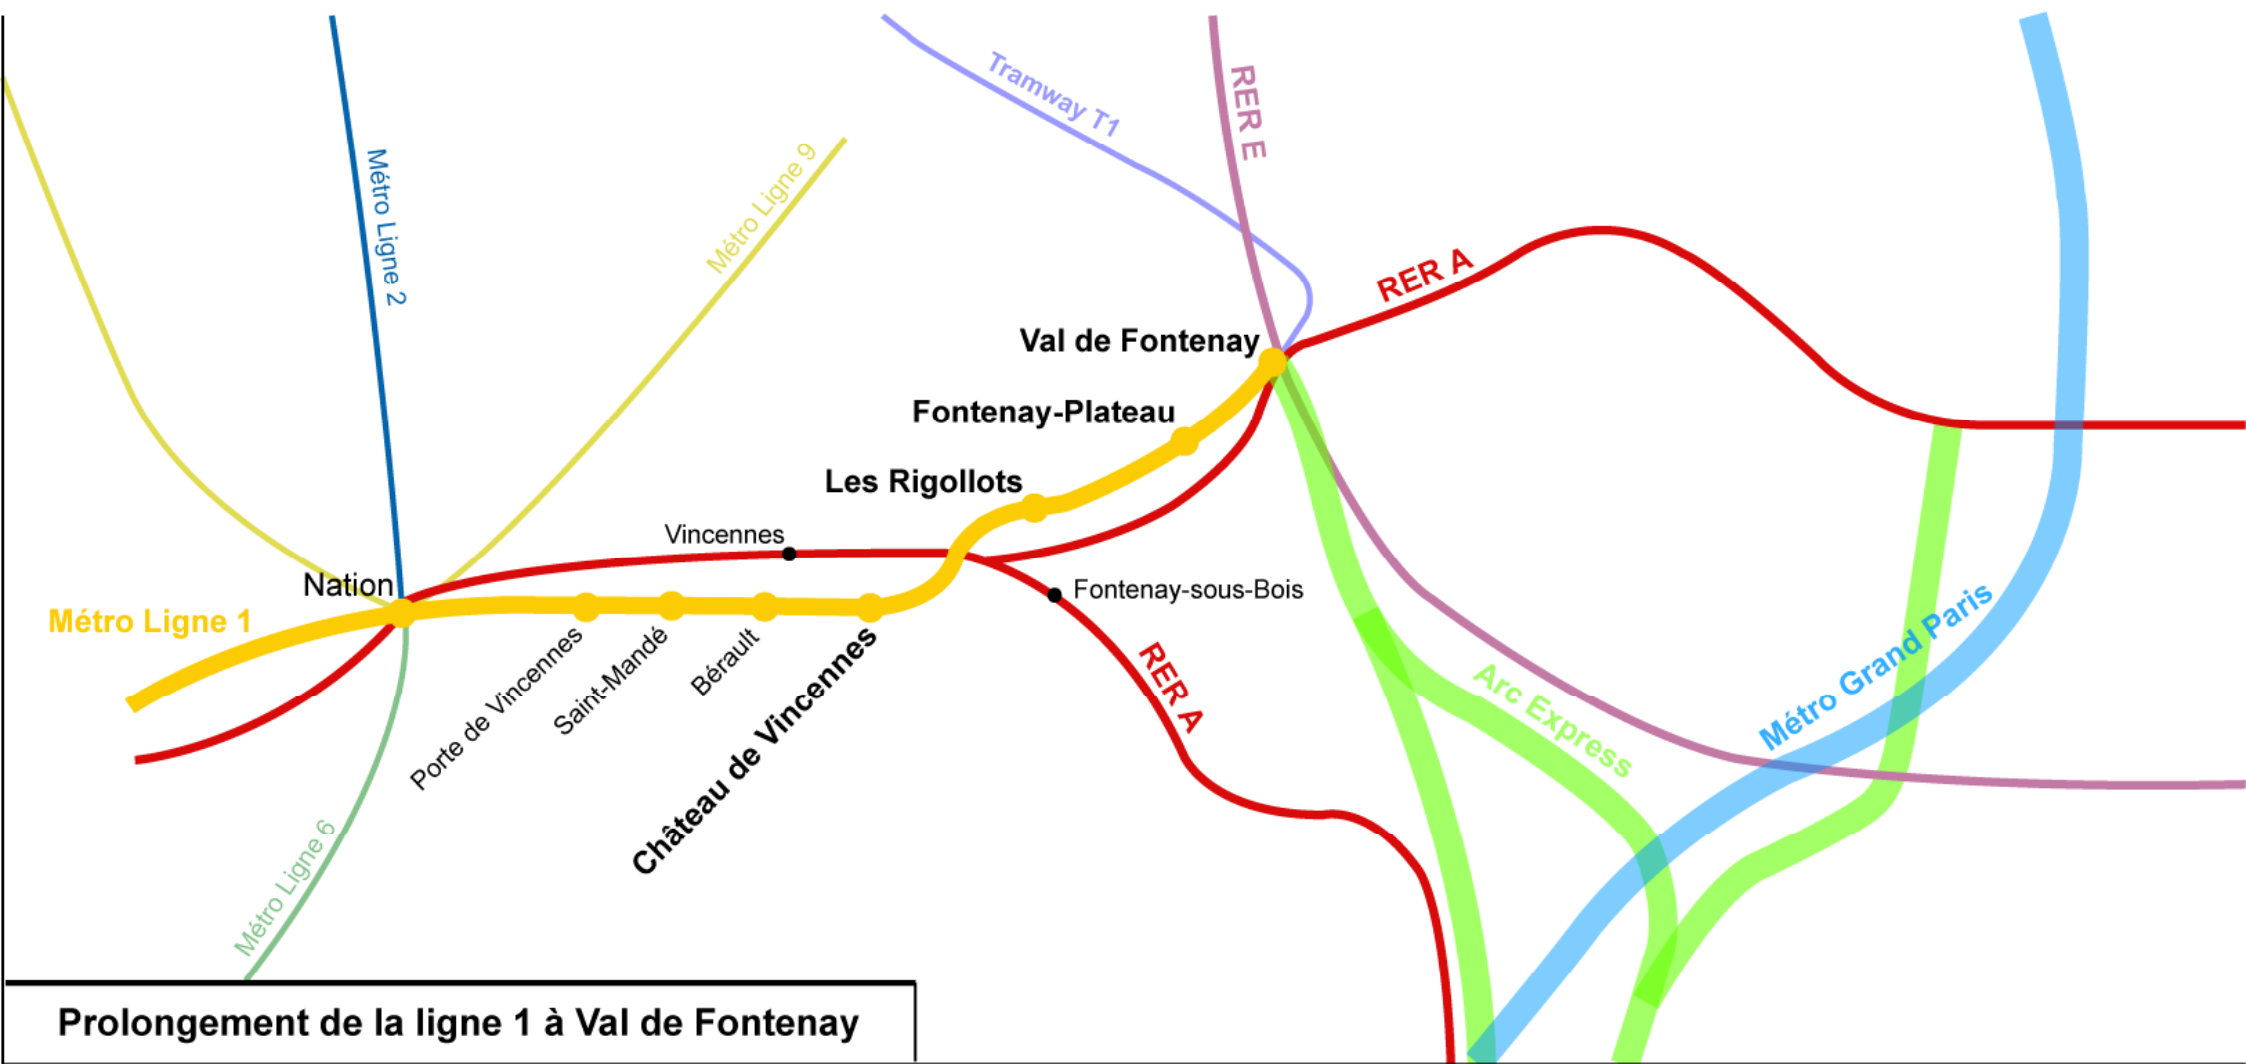 Tramway T1
RER E
Métro Ligne 2
Métro Ligne 9
RER A
Val de Fontenay
Fontenay-Plateau
Les Rigollots
Vincennes
Nation
Fontenay-sous-Bois
Métro Ligne 1
Porte de Vincennes
Saint-Mandé
Bérault
Château de Vincennes
RER A
Arc Express
Métro Grand Paris
Métro Ligne 6
Prolongement de la ligne 1 à Val de Fontenay